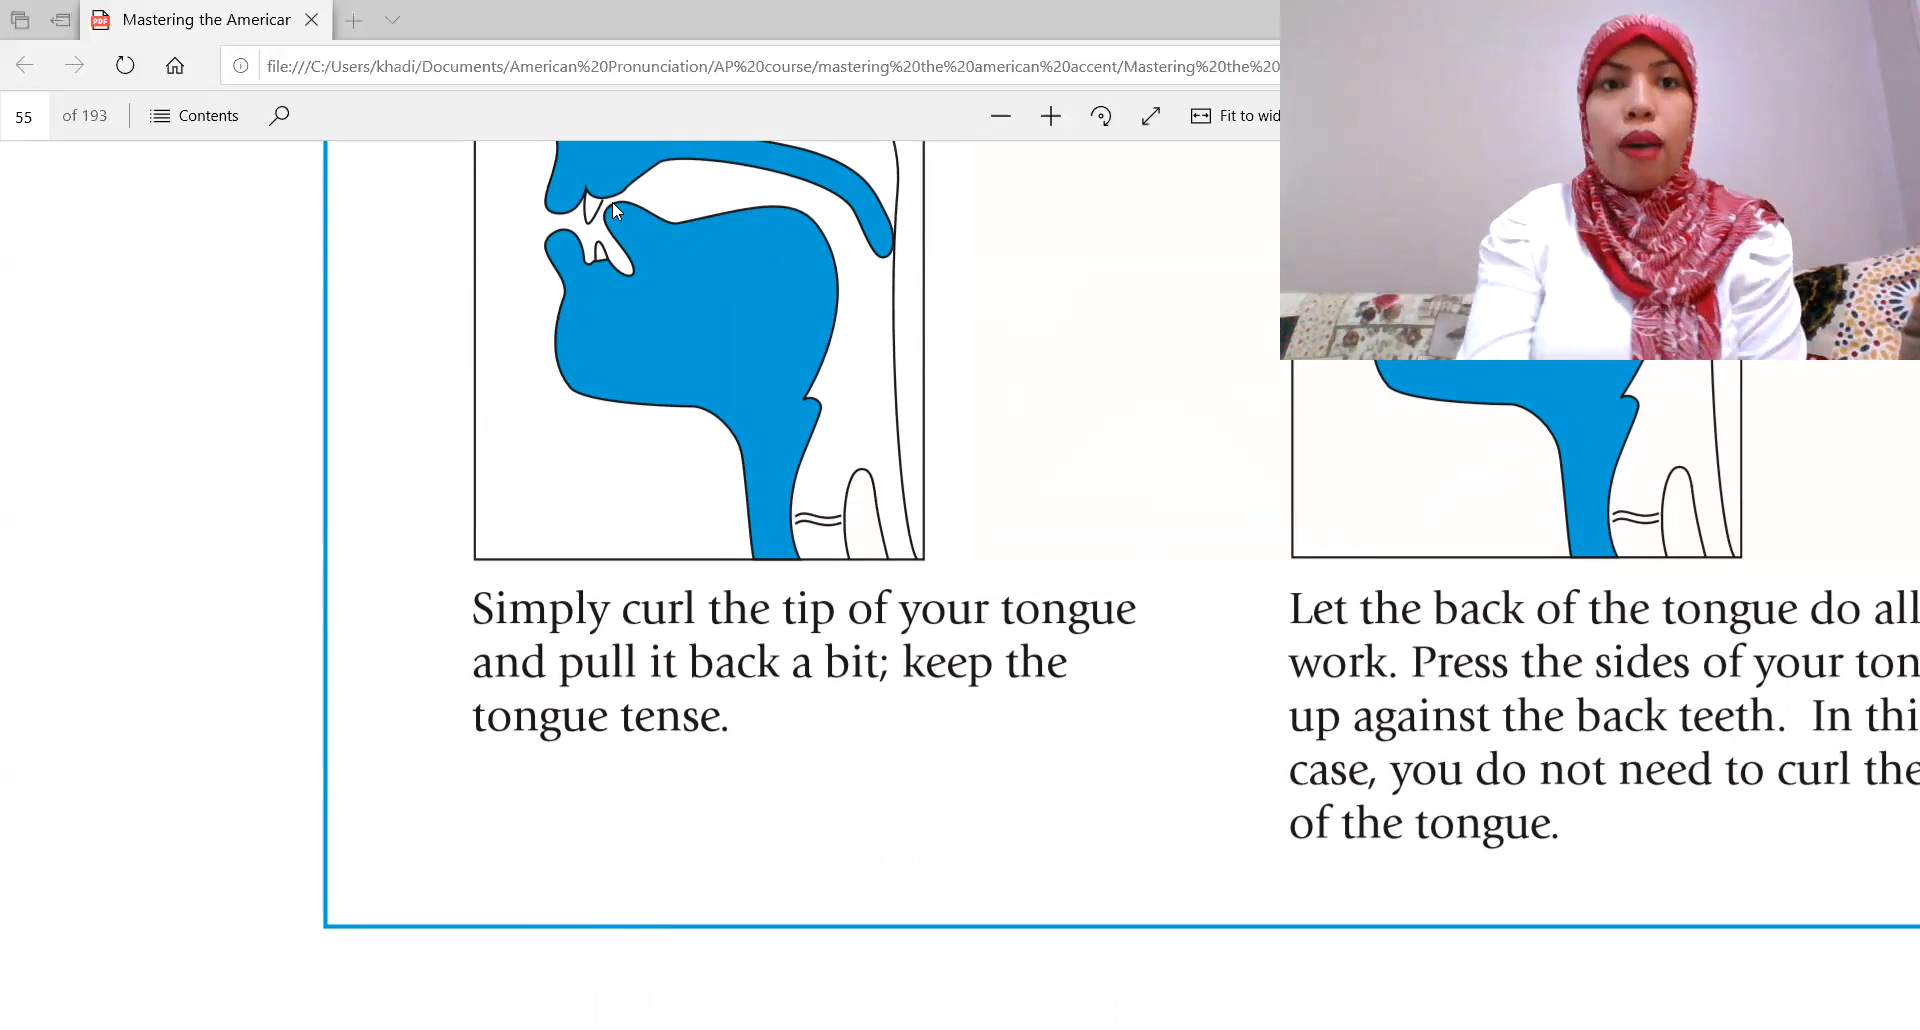 Mastering the Americar
file:///C:/Users/khadi/Documents/American%20Pronunciation/AP%20course/mastering%20the%20american%20accent/Mastering%20the%20
55 of 193 Contents Fit to wid
PDF
Simply curl the tip of your tongue
and pull it back a bit; keep the
tongue tense.
Let the back of the tongue do all
work. Press the sides of your ton
up against the back teeth. In thi
case, you do not need to curl the
of the tongue.